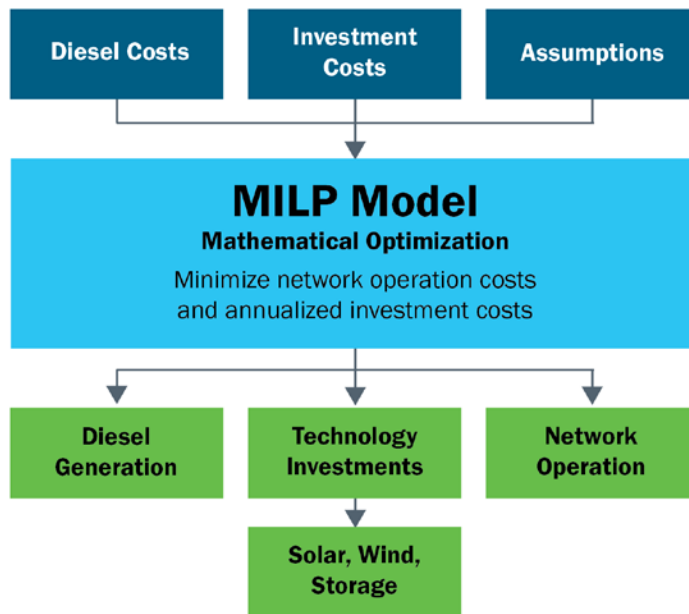 Diesel Costs
Investment
Costs
Assumptions
MILP Model
Mathematical Optimization
Minimize network operation costs
and annualized investment costs
Diesel
Generation
Technology
Investments
Network
Operation
Solar, Wind,
Storage